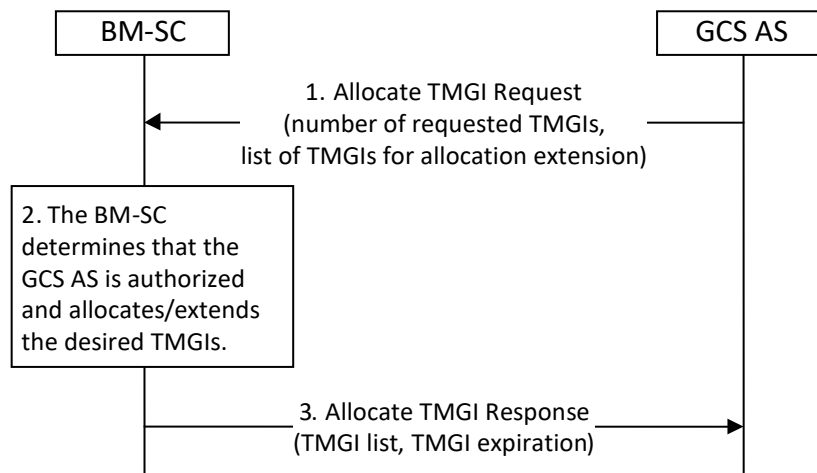 BM-SC
GCS AS
1. Allocate TMGI Request
(number of requested TMGIs,
list of TMGIs for allocation extension)
2. The BM-SC
determines that the
GCS AS is authorized
and allocates/extends
the desired TMGIs.
3. Allocate TMGI Response
(TMGI list, TMGI expiration)